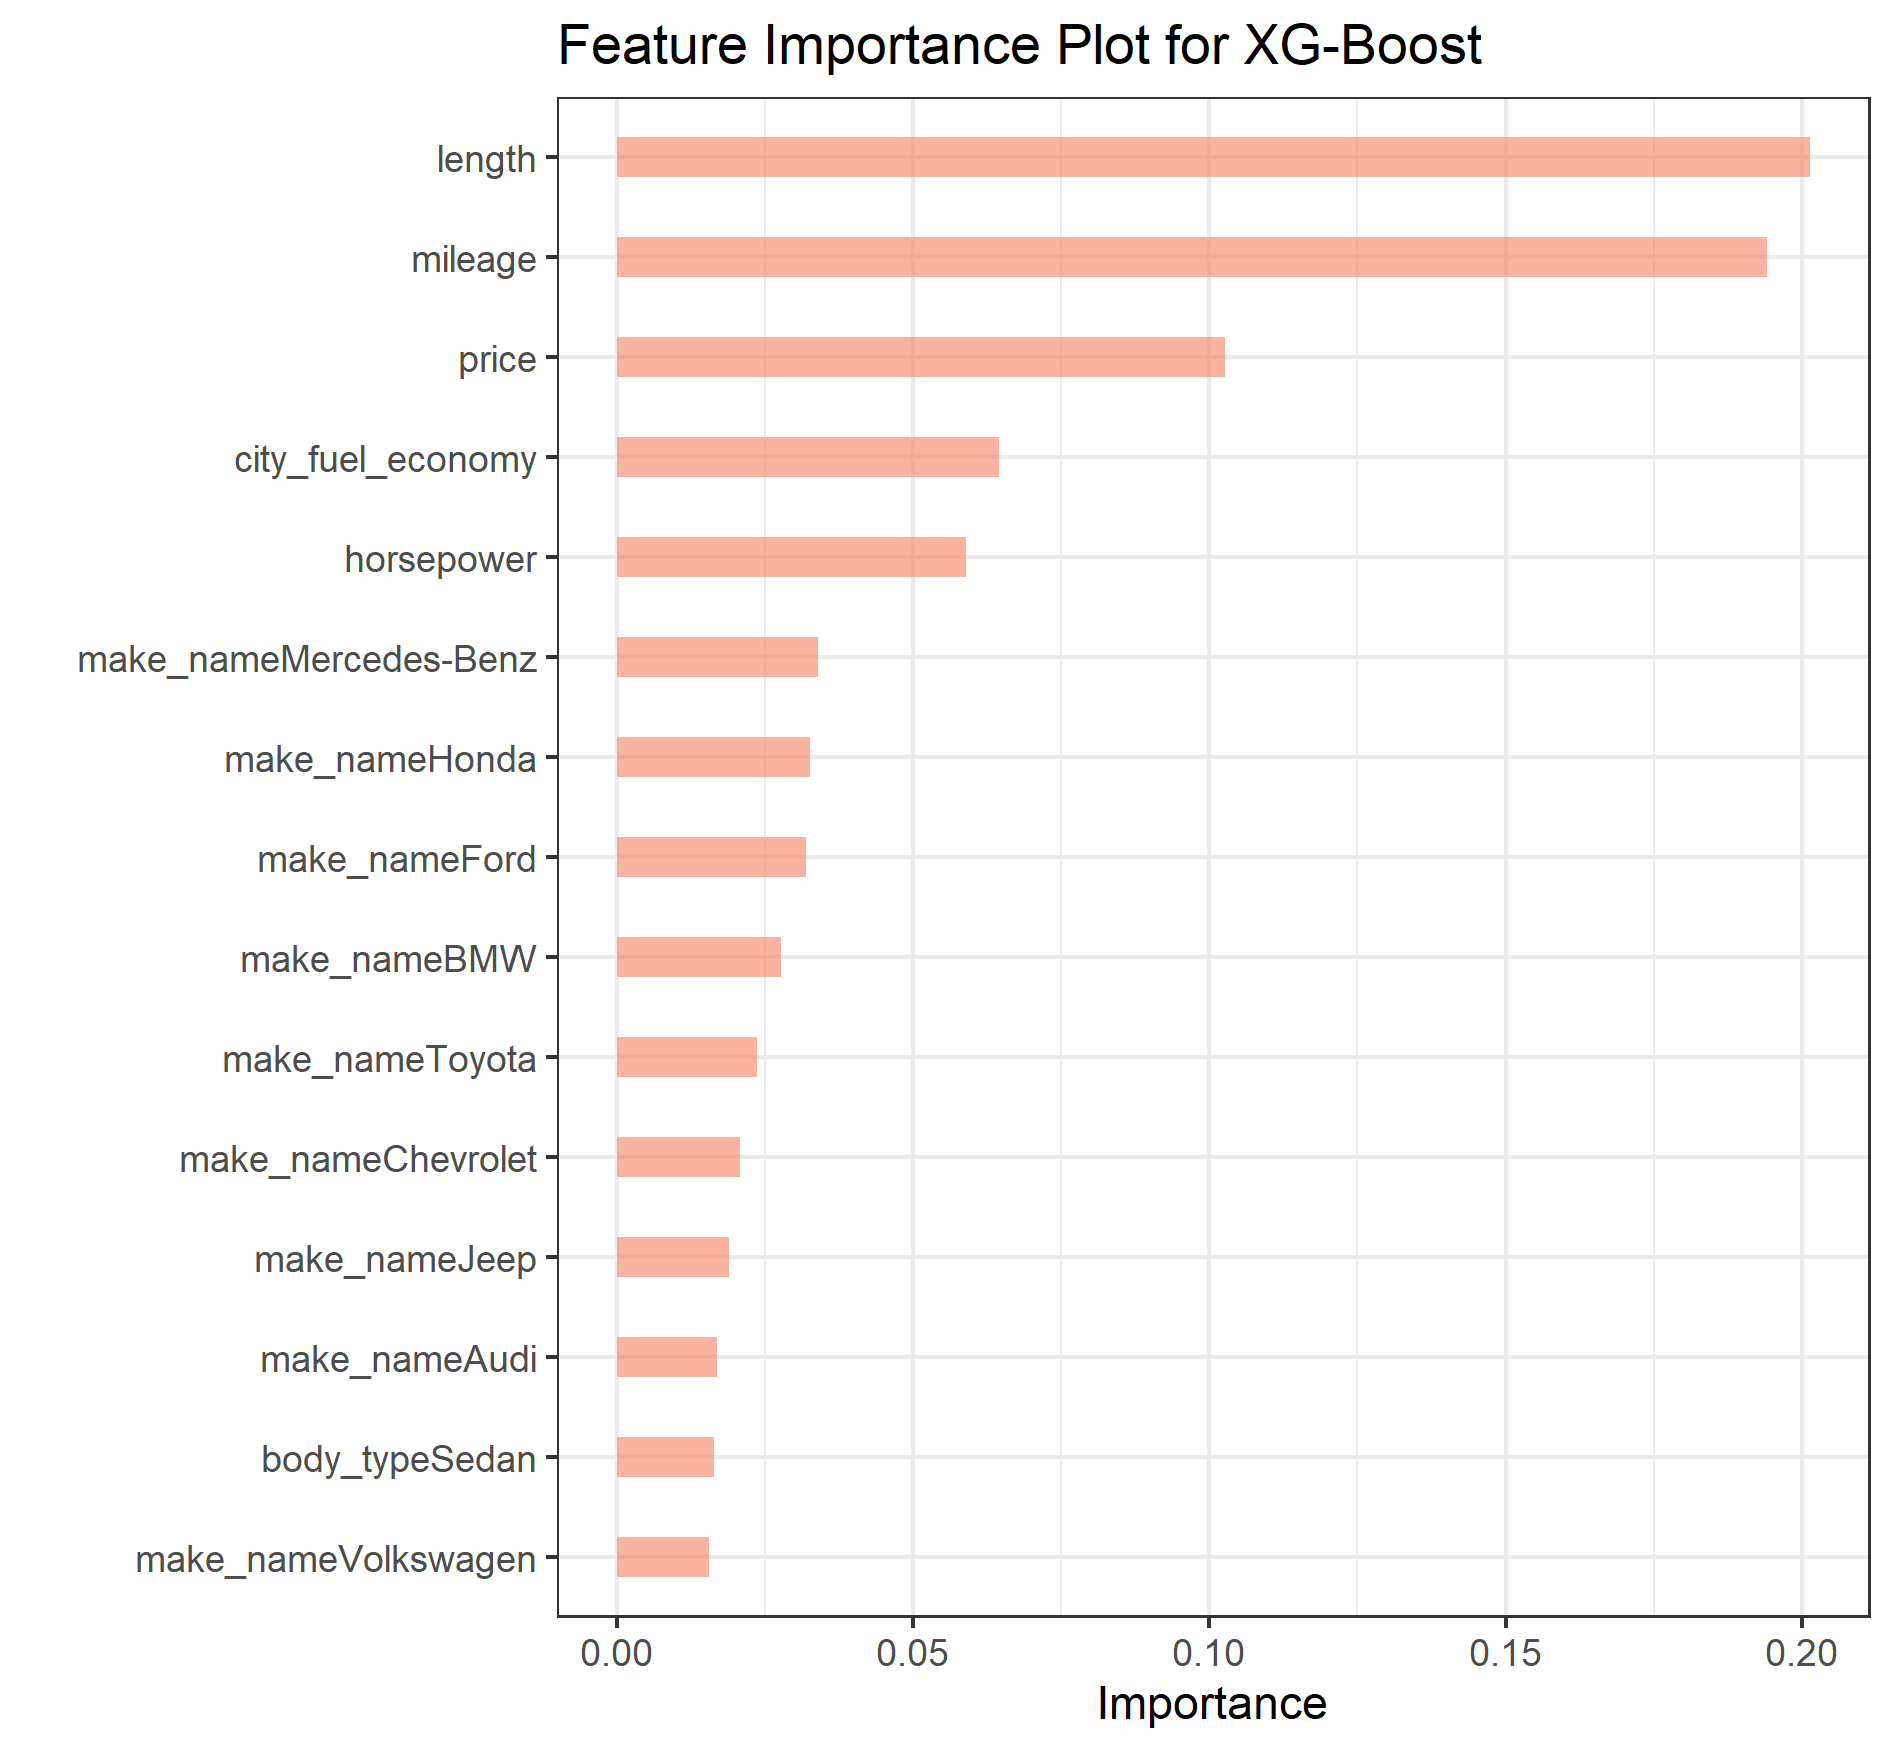 Feature Importance Plot for XG-Boost
length
mileage
price
city_fuel_economy
horsepower
make_nameMercedes-Benz
make_nameHonda
make_nameFord
make_nameBMW
make_nameToyota
make_nameChevrolet
make_nameJeep
make_nameAudi
body_typeSedan
make_nameVolkswagen
0.00 0.05 0.10 0.15 0.20
Importance